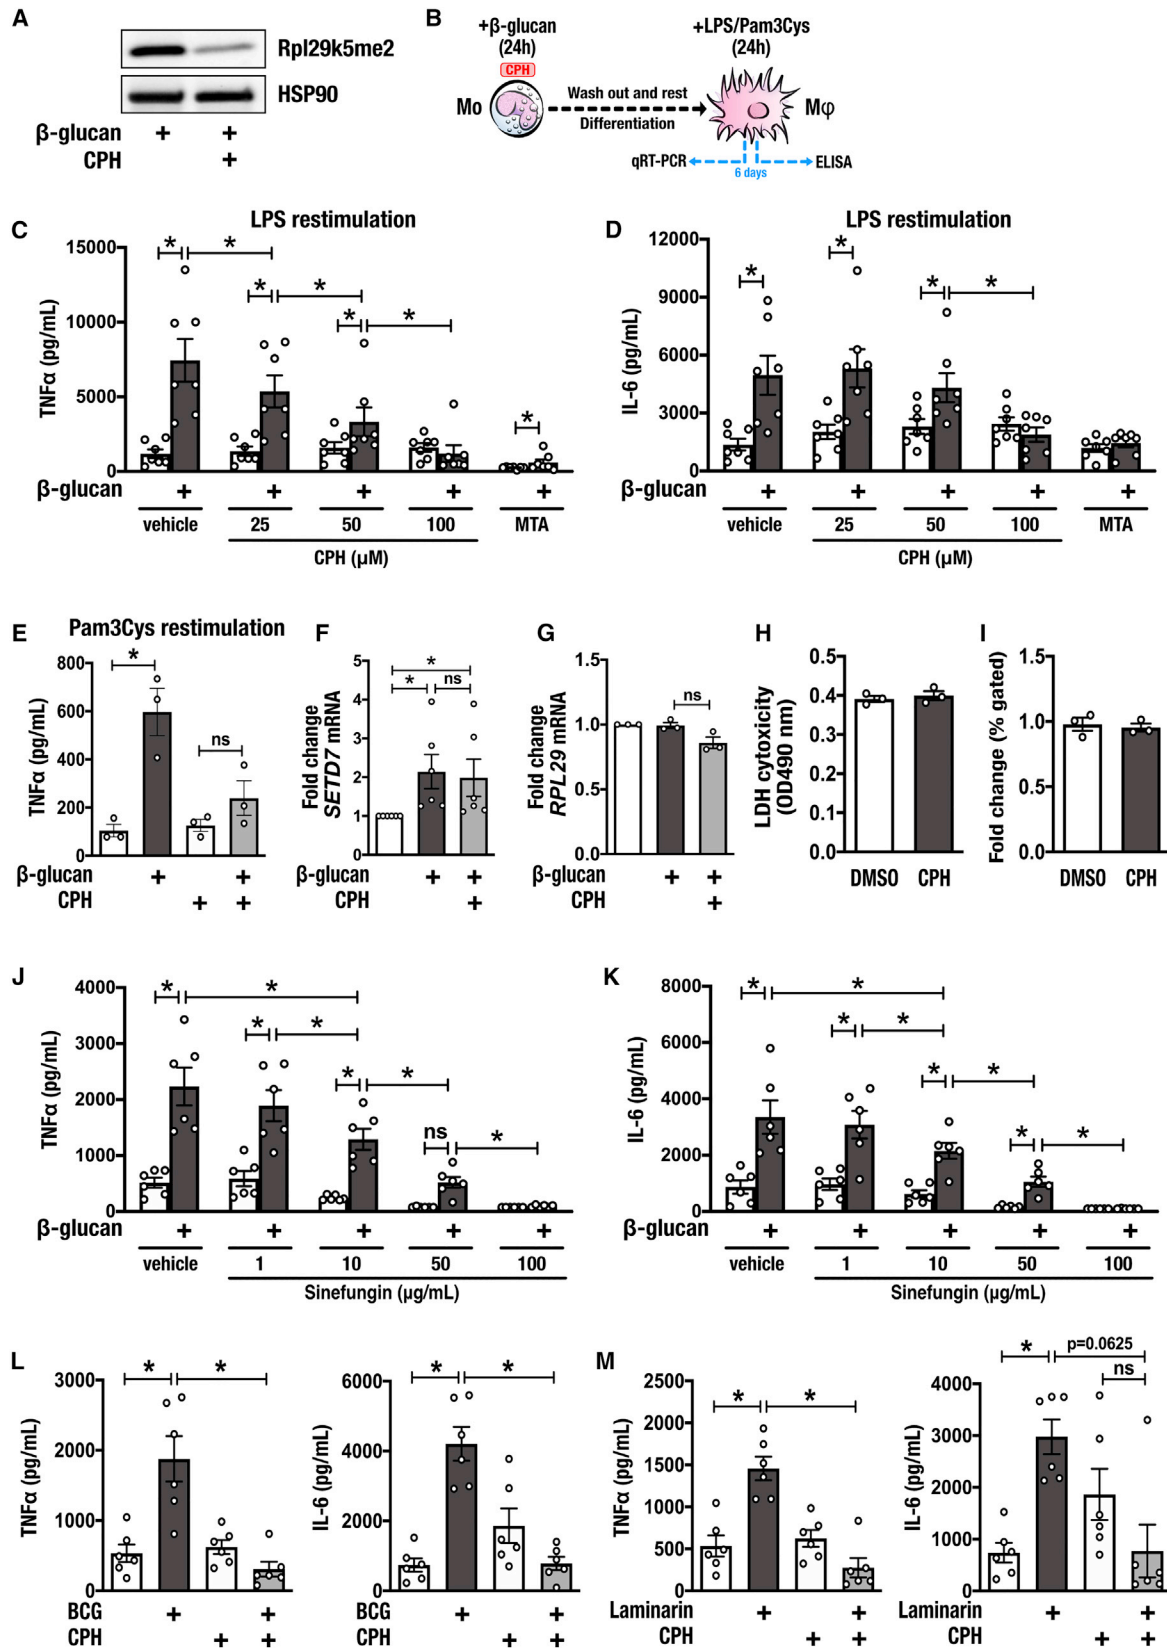 A
Rpl29k5me2
HSP90
β-glucan + +
CPH +
B
+β-glucan
(24h)
CPH
Mo
Wash out and rest
Differentiation
+LPS/Pam3Cys
(24h)
Mφ
qRT-PCR
6 days
ELISA
C
LPS restimulation
TNFα (pg/mL)
15000
10000
5000
0
* * * * * * *
β-glucan + + + + +
vehicle 25 50 100 MTA
CPH (μM)
D
LPS restimulation
IL-6 (pg/mL)
12000
9000
6000
3000
0
* * * *
β-glucan + + + + +
vehicle 25 50 100 MTA
CPH (μM)
E
Pam3Cys restimulation
TNFα (pg/mL)
800
600
400
200
0
* ns
β-glucan + +
CPH + +
F
Fold change
SETD7 mRNA
5
4
3
2
1
0
*
* ns
β-glucan + +
CPH +
G
Fold change
RPL29 mRNA
1.5
1.0
0.5
0.0
ns
β-glucan + +
CPH +
H
LDH cytoxicity
(OD490 nm)
0.5
0.4
0.3
0.2
0.1
0.0
DMSO CPH
I
Fold change (% gated)
1.5
1.0
0.5
0.0
DMSO CPH
J
TNFα (pg/mL)
4000
3000
2000
1000
0
* * * * * * ns *
β-glucan + + + + +
vehicle 1 10 50 100
Sinefungin (μg/mL)
K
IL-6 (pg/mL)
8000
6000
4000
2000
0
* * * * * * * *
β-glucan + + + + +
vehicle 1 10 50 100
Sinefungin (μg/mL)
L
TNFα (pg/mL)
3000
2000
1000
0
* *
BCG + +
CPH + +
IL-6 (pg/mL)
6000
4000
2000
0
* *
BCG + +
CPH + +
M
TNFα (pg/mL)
2500
2000
1500
1000
500
0
* *
Laminarin + +
CPH + +
IL-6 (pg/mL)
4000
3000
2000
1000
0
* p=0.0625
ns
Laminarin + +
CPH + +